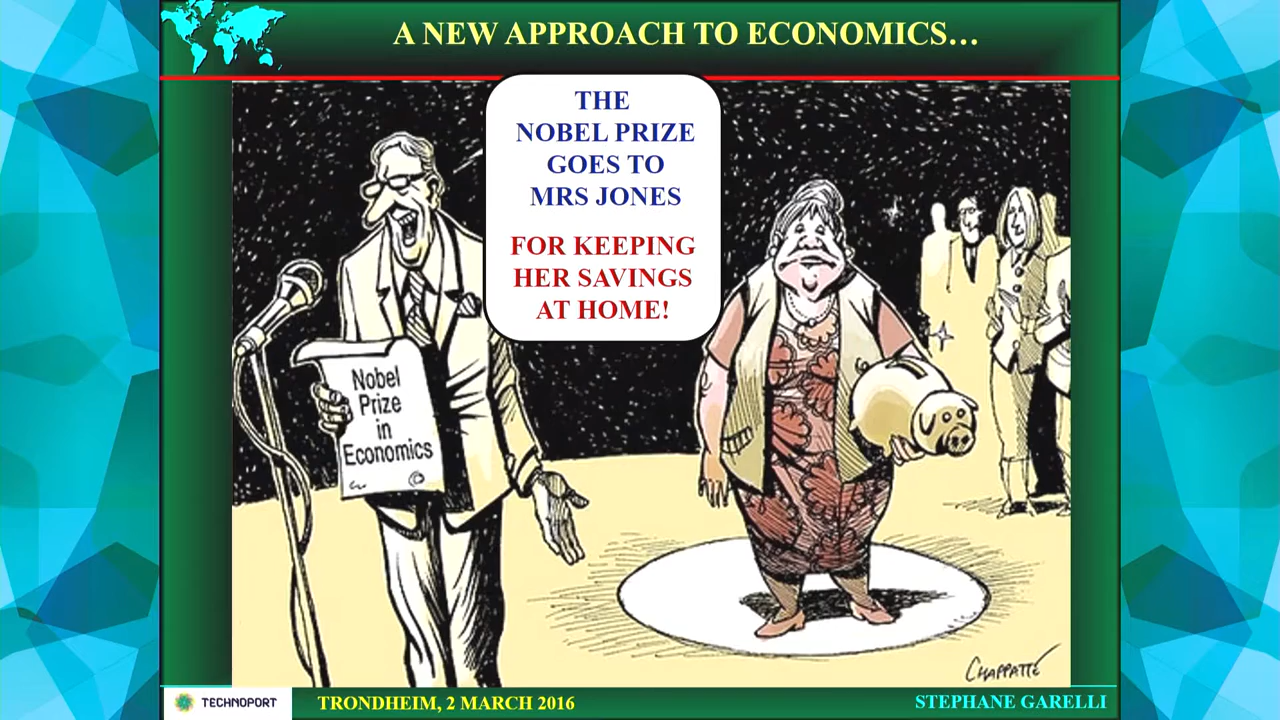 A NEW APPROACH TO ECONOMICS…
THE
NOBEL PRIZE
GOES TO
MRS JONES
FOR KEEPING
HER SAVINGS
AT HOME!
Nobel
Prize
in
Economics
CHAPPATTÉ
TECHNOPORT
TRONDHEIM, 2 MARCH 2016
STEPHANE GARELLI